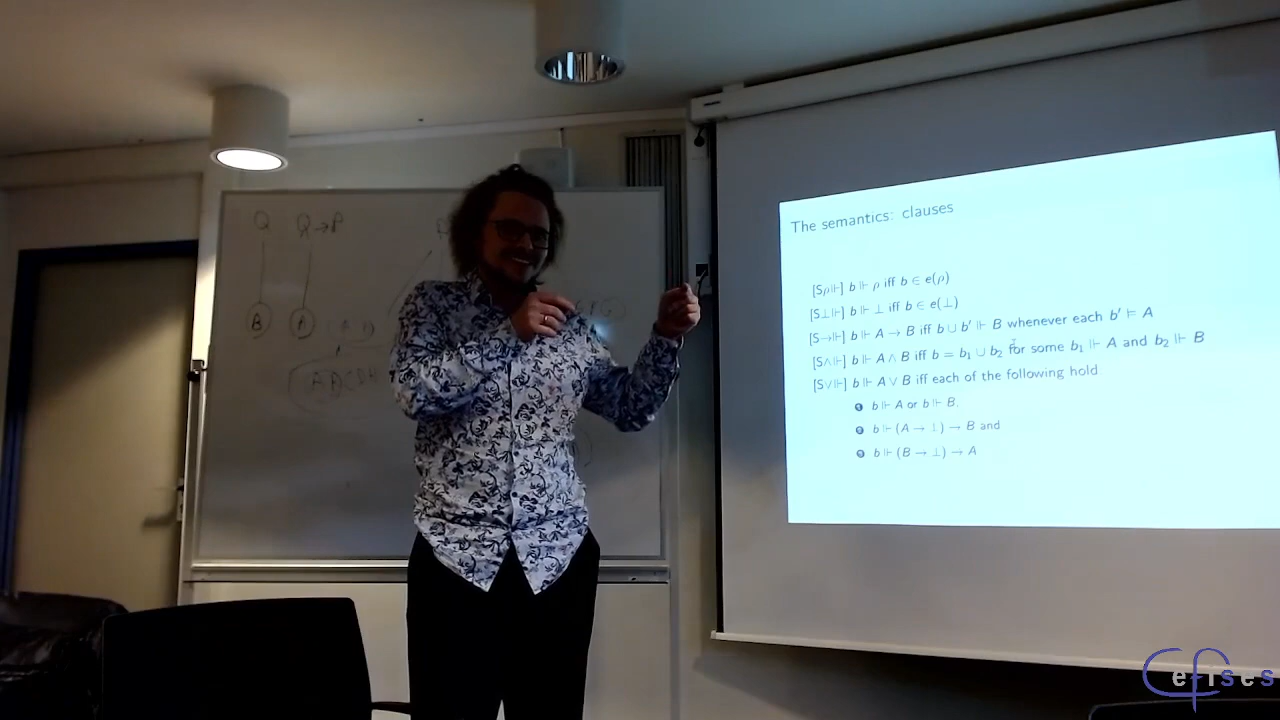 Q Q→P
B A
The semantics: clauses
[Sρ⊩] b ⊩ ρ iff b ∈ e(ρ)
[S⊥⊩] b ⊩ ⊥ iff b ∈ e(⊥)
[S→⊩] b ⊩ A → B iff b ∪ b′ ⊩ B whenever each b′ ⊨ A
[S∧⊩] b ⊩ A ∧ B iff b = b₁ ∪ b₂ for some b₁ ⊩ A and b₂ ⊩ B
[S∨⊩] b ⊩ A ∨ B iff each of the following hold
1 b ⊩ A or b ⊩ B,
2 b ⊩ (A → ⊥) → B and
3 b ⊩ (B → ⊥) → A
Cefises